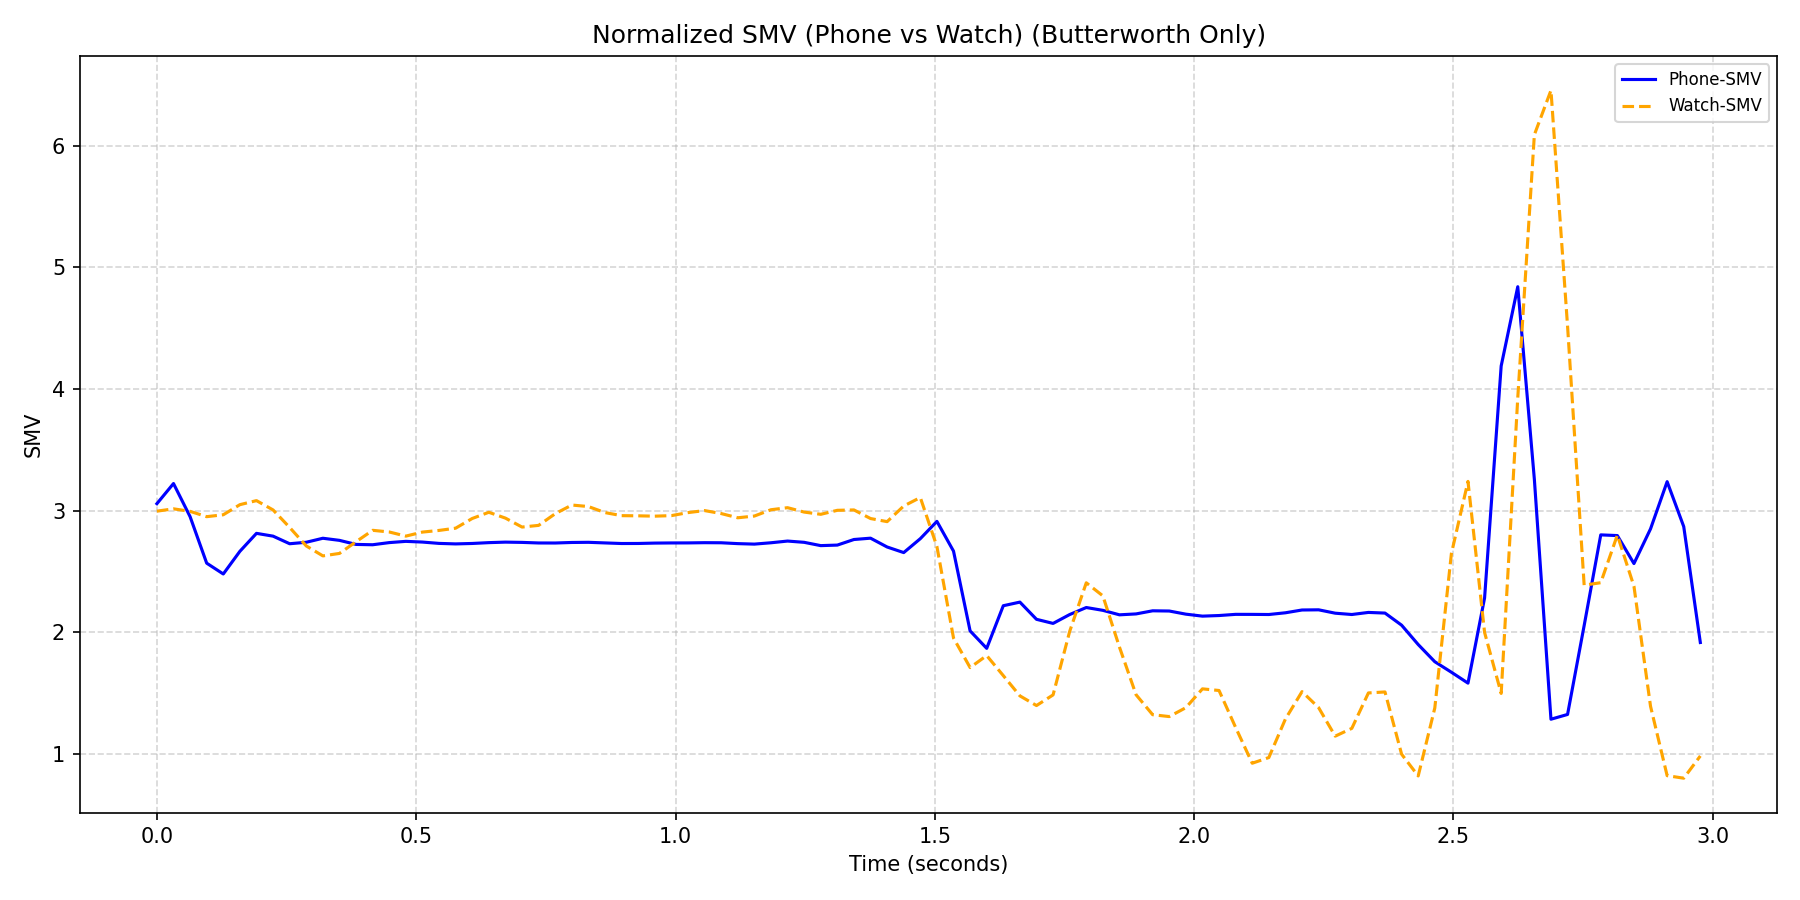 Normalized SMV (Phone vs Watch) (Butterworth Only)
Phone-SMV
Watch-SMV
6
5
4
3
2
1
SMV
0.0 0.5 1.0 1.5 2.0 2.5 3.0
Time (seconds)